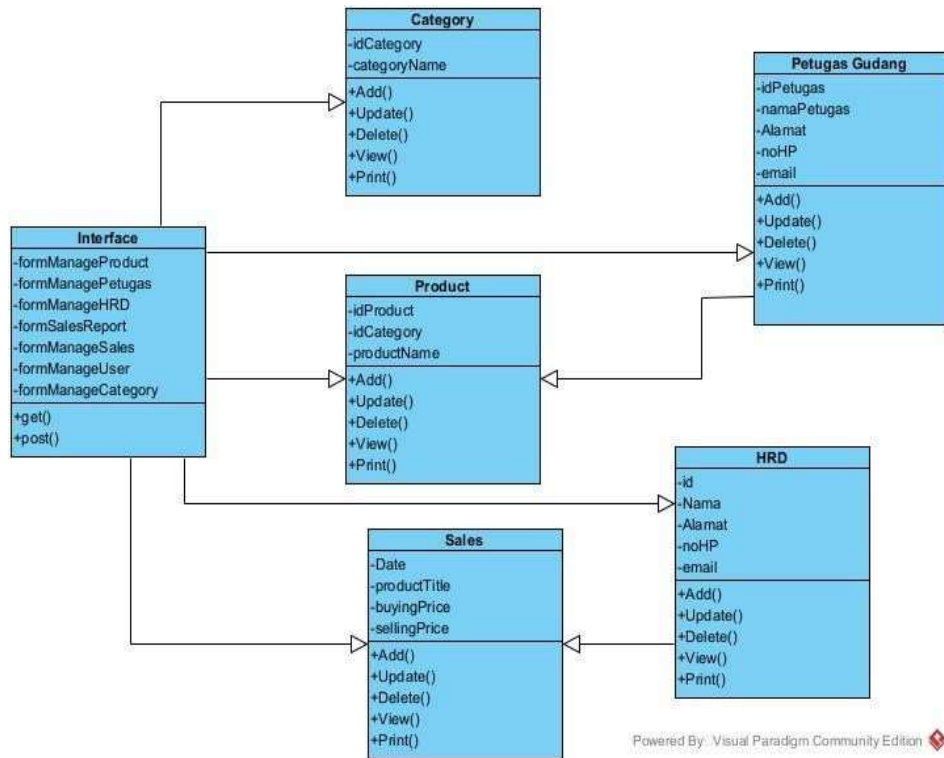 Category
-idCategory
-categoryName
+Add()
+Update()
+Delete()
+View()
+Print()
Petugas Gudang
-idPetugas
-namaPetugas
-Alamat
-noHP
-email
+Add()
+Update()
+Delete()
+View()
+Print()
Interface
-formManageProduct
-formManagePetugas
-formManageHRD
-formSalesReport
-formManageSales
-formManageUser
-formManageCategory
+get()
+post()
Product
-idProduct
-idCategory
-productName
+Add()
+Update()
+Delete()
+View()
+Print()
HRD
-id
-Nama
-Alamat
-noHP
-email
+Add()
+Update()
+Delete()
+View()
+Print()
Sales
-Date
-productTitle
-buyingPrice
-sellingPrice
+Add()
+Update()
+Delete()
+View()
+Print()
Powered By: Visual Paradigm Community Edition